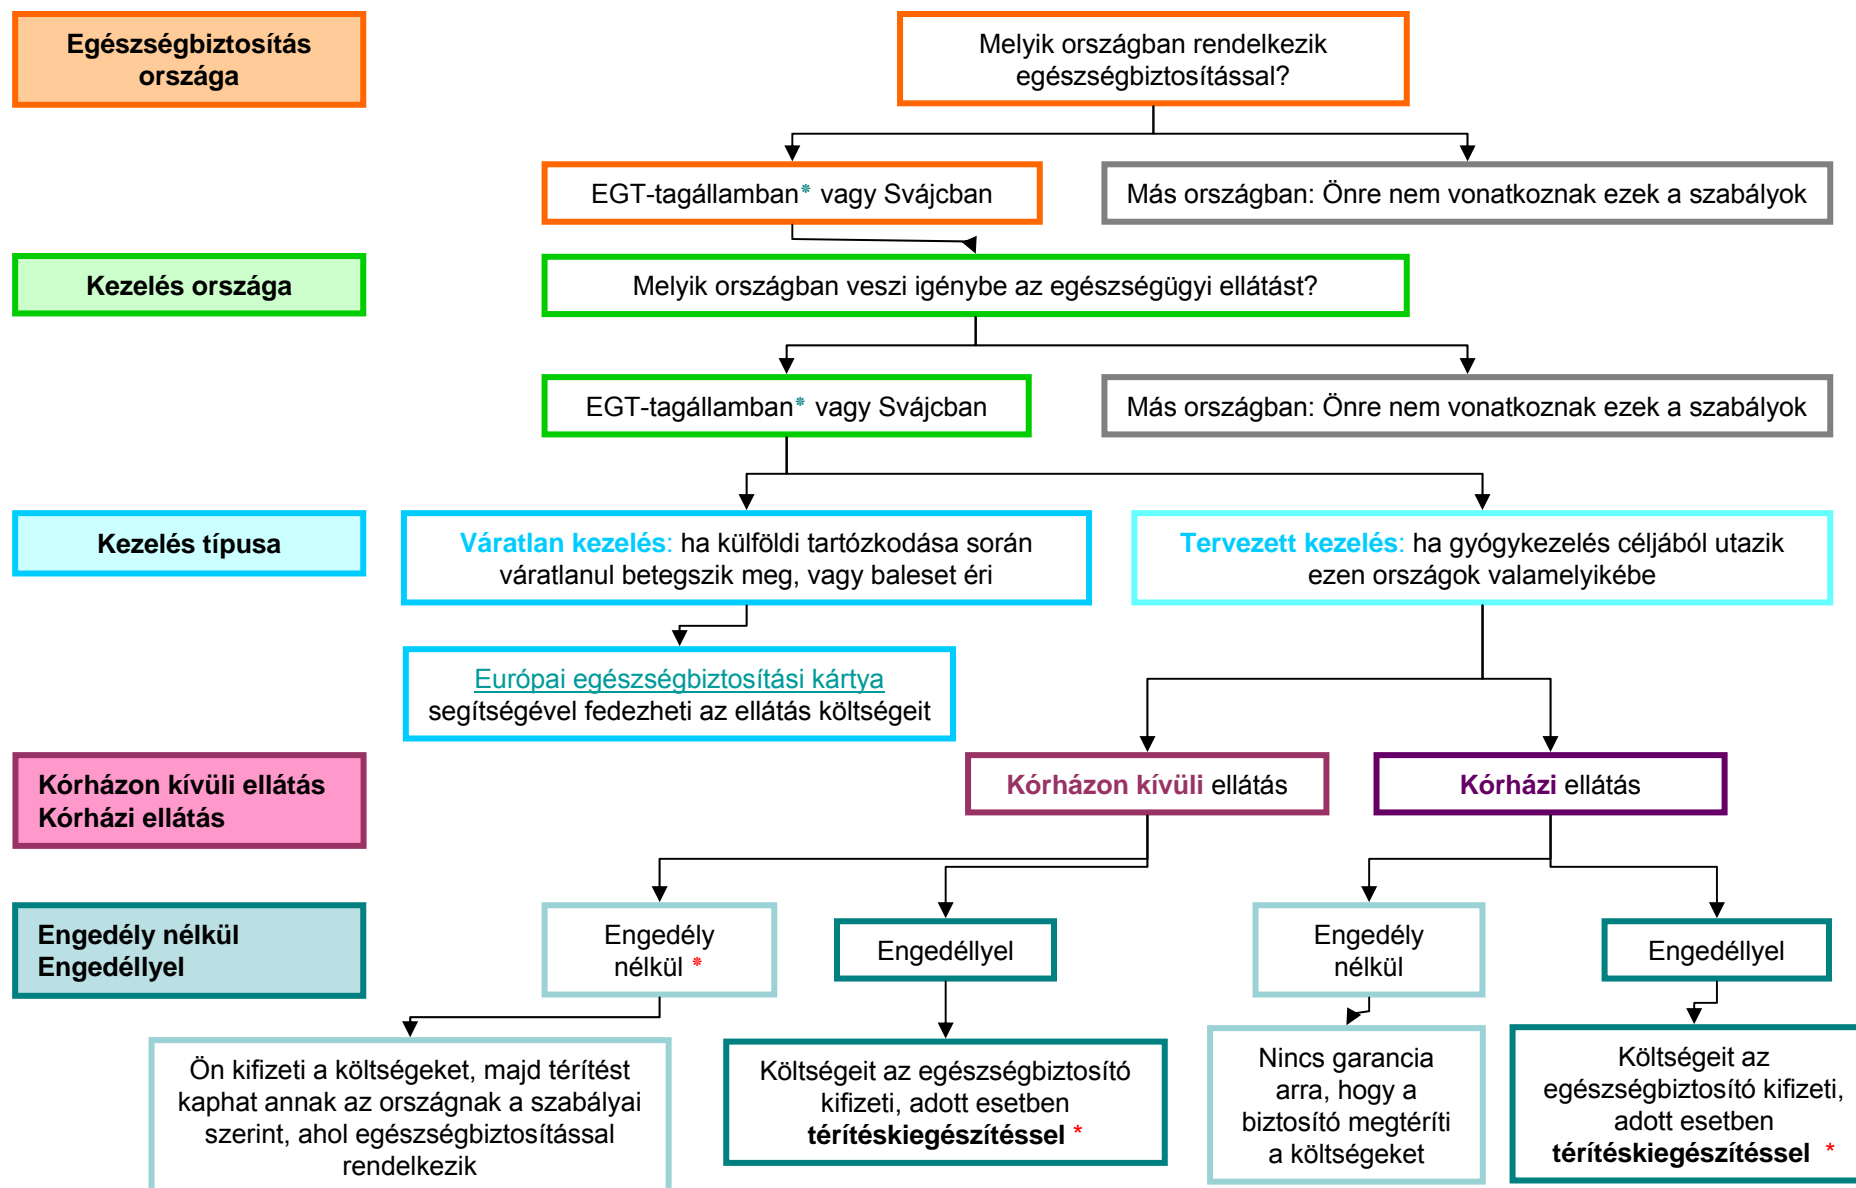 Egészségbiztosítás
országa
Melyik országban rendelkezik
egészségbiztosítással?
EGT-tagállamban* vagy Svájcban
Más országban: Önre nem vonatkoznak ezek a szabályok
Kezelés országa
Melyik országban veszi igénybe az egészségügyi ellátást?
EGT-tagállamban* vagy Svájcban
Más országban: Önre nem vonatkoznak ezek a szabályok
Kezelés típusa
Váratlan kezelés: ha külföldi tartózkodása során
váratlanul betegszik meg, vagy baleset éri
Tervezett kezelés: ha gyógykezelés céljából utazik
ezen országok valamelyikébe
Európai egészségbiztosítási kártya
segítségével fedezheti az ellátás költségeit
Kórházon kívüli ellátás
Kórházi ellátás
Kórházon kívüli ellátás
Kórházi ellátás
Engedély nélkül
Engedéllyel
Engedély
nélkül *
Engedéllyel
Engedély
nélkül
Engedéllyel
Ön kifizeti a költségeket, majd térítést
kaphat annak az országnak a szabályai
szerint, ahol egészségbiztosítással
rendelkezik
Költségeit az egészségbiztosító
kifizeti, adott esetben
térítéskiegészítéssel *
Nincs garancia
arra, hogy a
biztosító megtéríti
a költségeket
Költségeit az
egészségbiztosító kifizeti,
adott esetben
térítéskiegészítéssel *